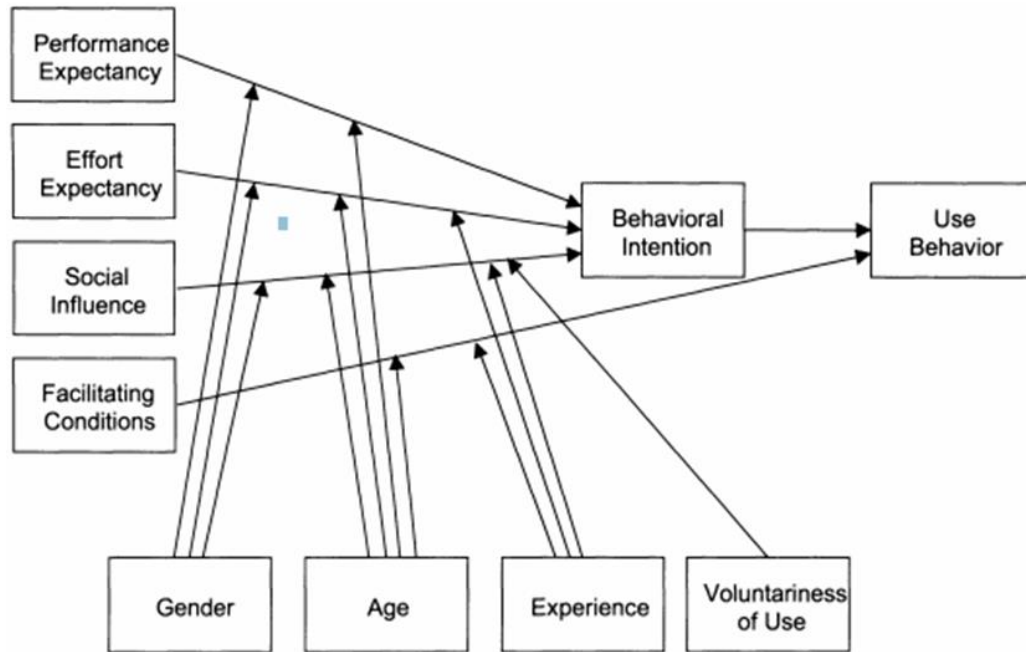 Performance
Expectancy
Effort
Expectancy
Social
Influence
Facilitating
Conditions
Behavioral
Intention
Use
Behavior
Gender
Age
Experience
Voluntariness
of Use